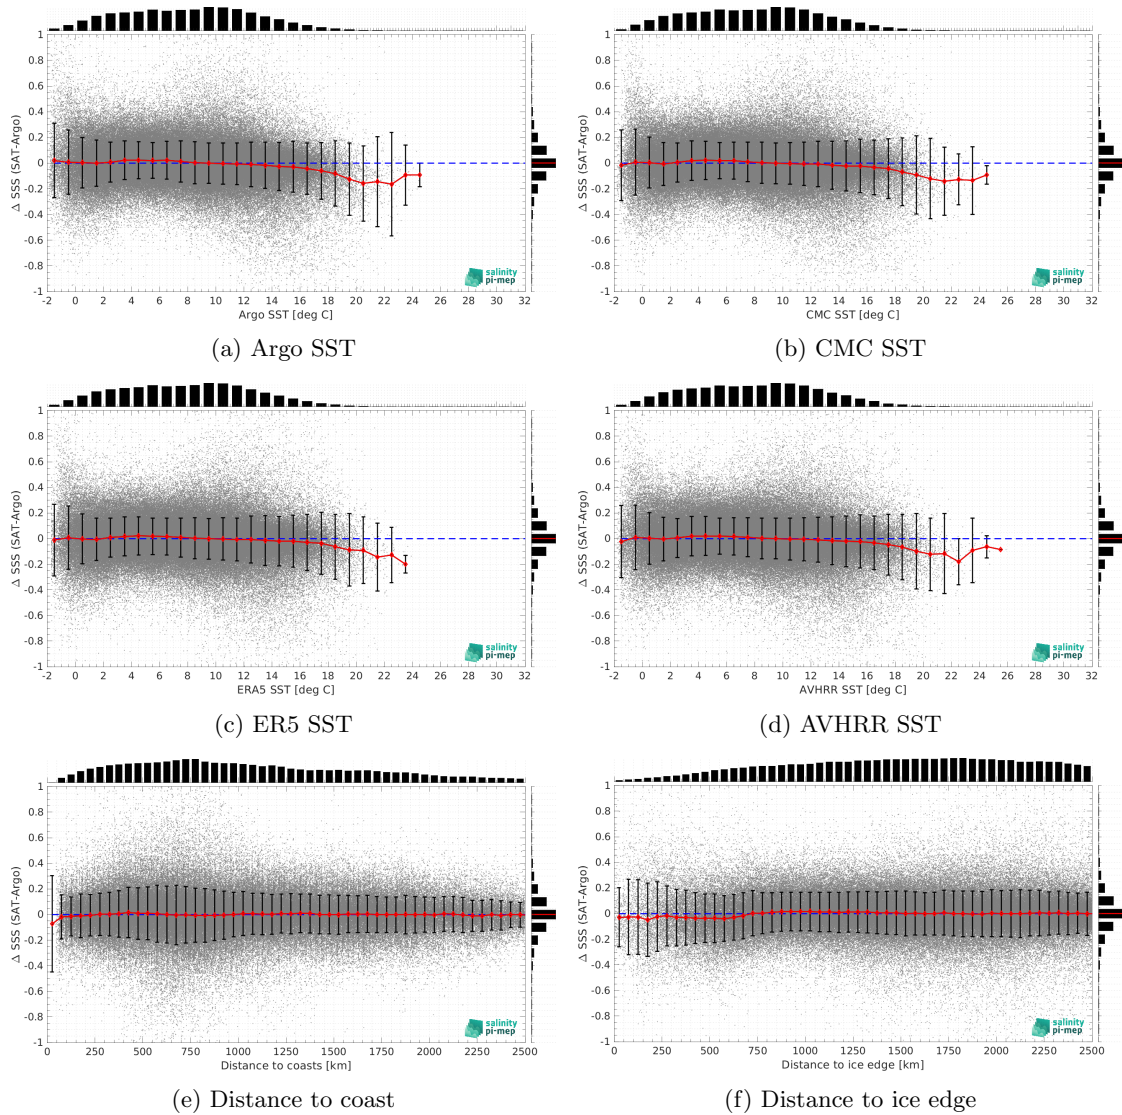 1
0.8
0.6
0.4
0.2
0
-0.2
-0.4
-0.6
-0.8
-1
Δ SSS (SAT-Argo)
salinity
pi-mep
-2 0 2 4 6 8 10 12 14 16 18 20 22 24 26 28 30 32
Argo SST [deg C]
(a) Argo SST
1
0.8
0.6
0.4
0.2
0
-0.2
-0.4
-0.6
-0.8
-1
Δ SSS (SAT-Argo)
salinity
pi-mep
-2 0 2 4 6 8 10 12 14 16 18 20 22 24 26 28 30 32
CMC SST [deg C]
(b) CMC SST
1
0.8
0.6
0.4
0.2
0
-0.2
-0.4
-0.6
-0.8
-1
Δ SSS (SAT-Argo)
salinity
pi-mep
-2 0 2 4 6 8 10 12 14 16 18 20 22 24 26 28 30 32
ERA5 SST [deg C]
(c) ER5 SST
1
0.8
0.6
0.4
0.2
0
-0.2
-0.4
-0.6
-0.8
-1
Δ SSS (SAT-Argo)
salinity
pi-mep
-2 0 2 4 6 8 10 12 14 16 18 20 22 24 26 28 30 32
AVHRR SST [deg C]
(d) AVHRR SST
1
0.8
0.6
0.4
0.2
0
-0.2
-0.4
-0.6
-0.8
-1
Δ SSS (SAT-Argo)
salinity
pi-mep
0 250 500 750 1000 1250 1500 1750 2000 2250 2500
Distance to coasts [km]
(e) Distance to coast
1
0.8
0.6
0.4
0.2
0
-0.2
-0.4
-0.6
-0.8
-1
Δ SSS (SAT-Argo)
salinity
pi-mep
0 250 500 750 1000 1250 1500 1750 2000 2250 2500
Distance to ice edge [km]
(f) Distance to ice edge